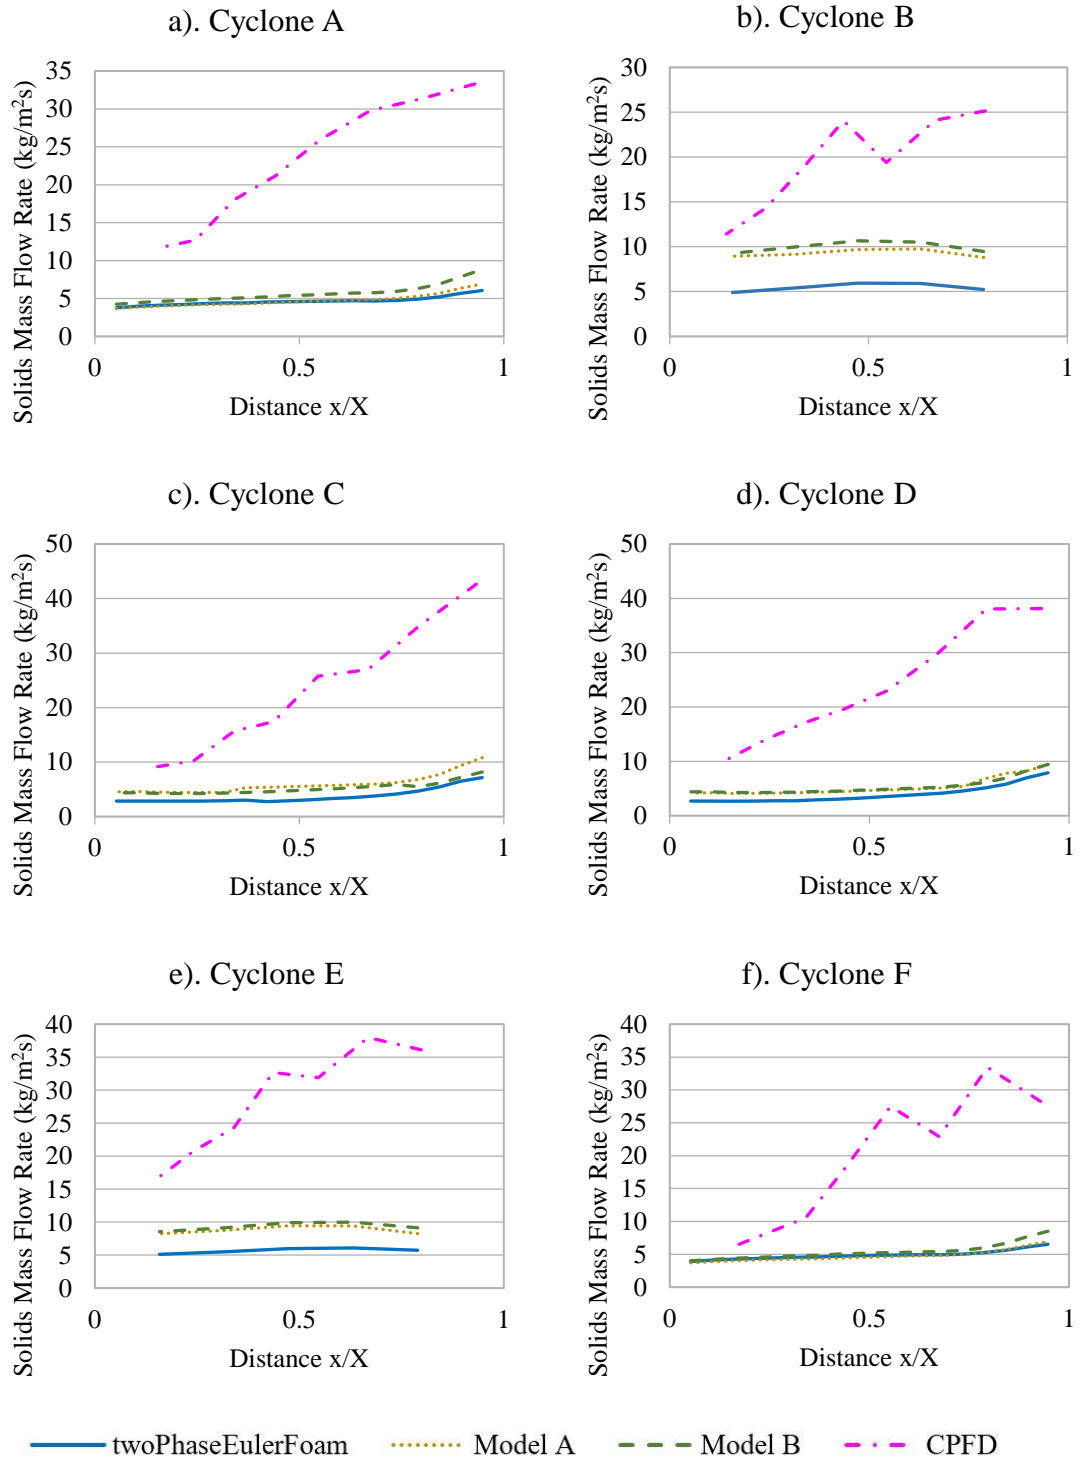 a). Cyclone A
Solids Mass Flow Rate (kg/m²s)
35
30
25
20
15
10
5
0
0 0.5 1
Distance x/X
b). Cyclone B
Solids Mass Flow Rate (kg/m²s)
30
25
20
15
10
5
0
0 0.5 1
Distance x/X
c). Cyclone C
Solids Mass Flow Rate (kg/m²s)
50
40
30
20
10
0
0 0.5 1
Distance x/X
d). Cyclone D
Solids Mass Flow Rate (kg/m²s)
50
40
30
20
10
0
0 0.5 1
Distance x/X
e). Cyclone E
Solids Mass Flow Rate (kg/m²s)
40
35
30
25
20
15
10
5
0
0 0.5 1
Distance x/X
f). Cyclone F
Solids Mass Flow Rate (kg/m²s)
40
35
30
25
20
15
10
5
0
0 0.5 1
Distance x/X
twoPhaseEulerFoam Model A Model B CPFD